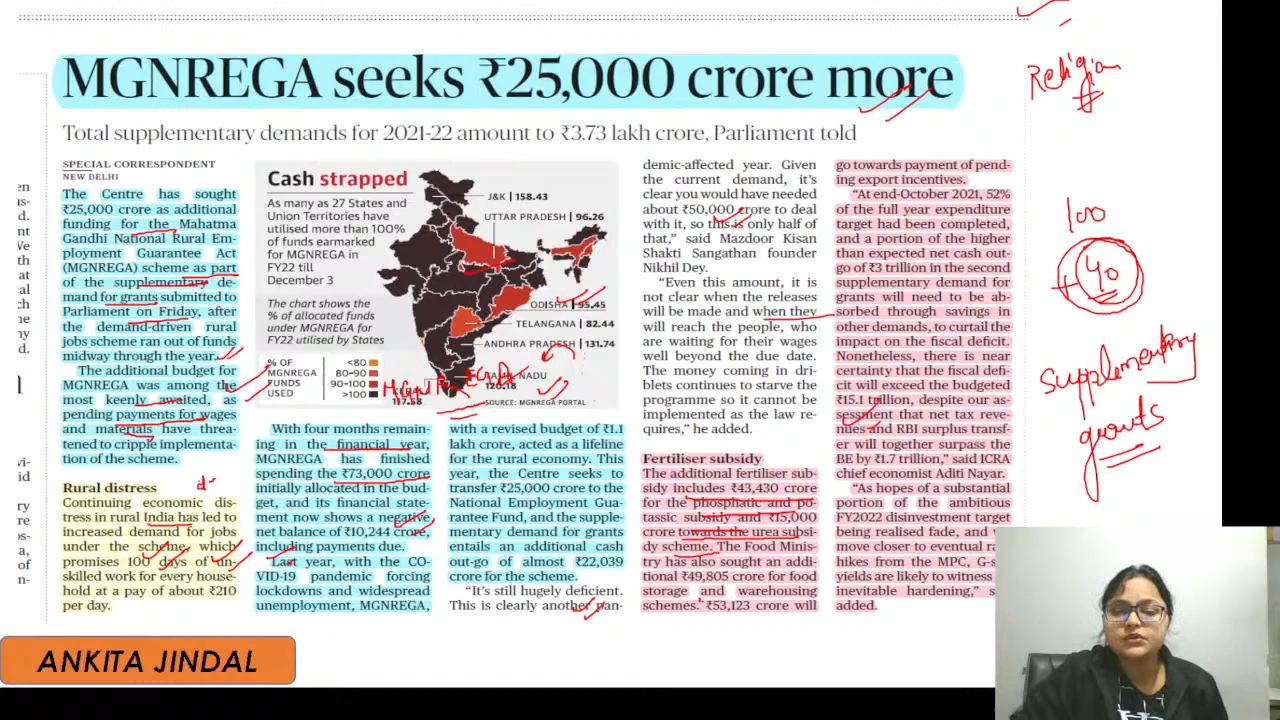 MGNREGA seeks ₹25,000 crore more
Total supplementary demands for 2021-22 amount to ₹3.73 lakh crore, Parliament told
SPECIAL CORRESPONDENT
NEW DELHI
The Centre has sought
₹25,000 crore as additional
funding for the Mahatma
Gandhi National Rural Em-
ployment Guarantee Act
(MGNREGA) scheme as part
of the supplementary de-
mand for grants submitted to
Parliament on Friday, after
the demand-driven rural
jobs scheme ran out of funds
midway through the year.
The additional budget for
MGNREGA was among the
most keenly awaited, as
pending payments for wages
and materials have threa-
tened to cripple implementa-
tion of the scheme.
Rural distress
Continuing economic dis-
tress in rural India has led to
increased demand for jobs
under the scheme, which
promises 100 days of un-
skilled work for every house-
hold at a pay of about ₹210
per day.
Cash strapped
As many as 27 States and
Union Territories have
utilised more than 100%
of funds earmarked
for MGNREGA in
FY22 till
December 3
The chart shows the
% of allocated funds
under MGNREGA for
FY22 utilised by States
% OF
MGNREGA
FUNDS
USED
<80
80-90
90-100
>100
J&K | 158.43
UTTAR PRADESH | 96.26
ODISHA | 95.45
TELANGANA | 82.44
ANDHRA PRADESH | 131.74
TAMIL NADU
126.18
117.58
SOURCE: MGNREGA PORTAL
With four months remain-
ing in the financial year,
MGNREGA has finished
spending the ₹73,000 crore
initially allocated in the bud-
get, and its financial state-
ment now shows a negative
net balance of ₹10,244 crore,
including payments due.
"Last year, with the CO-
VID-19 pandemic forcing
lockdowns and widespread
unemployment, MGNREGA,
with a revised budget of ₹1.1
lakh crore, acted as a lifeline
for the rural economy. This
year, the Centre seeks to
transfer ₹25,000 crore to the
National Employment Gua-
rantee Fund, and the supple-
mentary demand for grants
entails an additional cash
out-go of almost ₹22,039
crore for the scheme.
"It's still hugely deficient.
This is clearly another pan-
demic-affected year. Given
the current demand, it's
clear you would have needed
about ₹50,000 crore to deal
with it, so this is only half of
that," said Mazdoor Kisan
Shakti Sangathan founder
Nikhil Dey.
"Even this amount, it is
not clear when the releases
will be made and when they
will reach the people, who
are waiting for their wages
well beyond the due date.
The money coming in dri-
blets continues to starve the
programme so it cannot be
implemented as the law re-
quires," he added.
Fertiliser subsidy
The additional fertiliser sub-
sidy includes ₹43,430 crore
for the phosphatic and po-
tassic subsidy and ₹15,000
crore towards the urea subsi-
dy scheme. The Food Minis-
try has also sought an addi-
tional ₹49,805 crore for food
storage and warehousing
schemes. ₹53,123 crore will
go towards payment of pend-
ing export incentives.
"At end-October 2021, 52%
of the full year expenditure
target had been completed,
and a portion of the higher
than expected net cash out-
go of ₹3 trillion in the second
supplementary demand for
grants will need to be ab-
sorbed through savings in
other demands, to curtail the
impact on the fiscal deficit.
Nonetheless, there is near
certainty that the fiscal defi-
cit will exceed the budgeted
₹15.1 trillion, despite our as-
sessment that net tax reve-
nues and RBI surplus transf-
er will together surpass the
BE by ₹1.7 trillion," said ICRA
chief economist Aditi Nayar.
"As hopes of a substantial
portion of the ambitious
FY2022 disinvestment target
being realised fade, and
move closer to eventual
hikes from the MPC, G-s
yields are likely to witness
inevitable hardening,"
added.
Religion
100
+ 40
supplementary
grants
ANKITA JINDAL